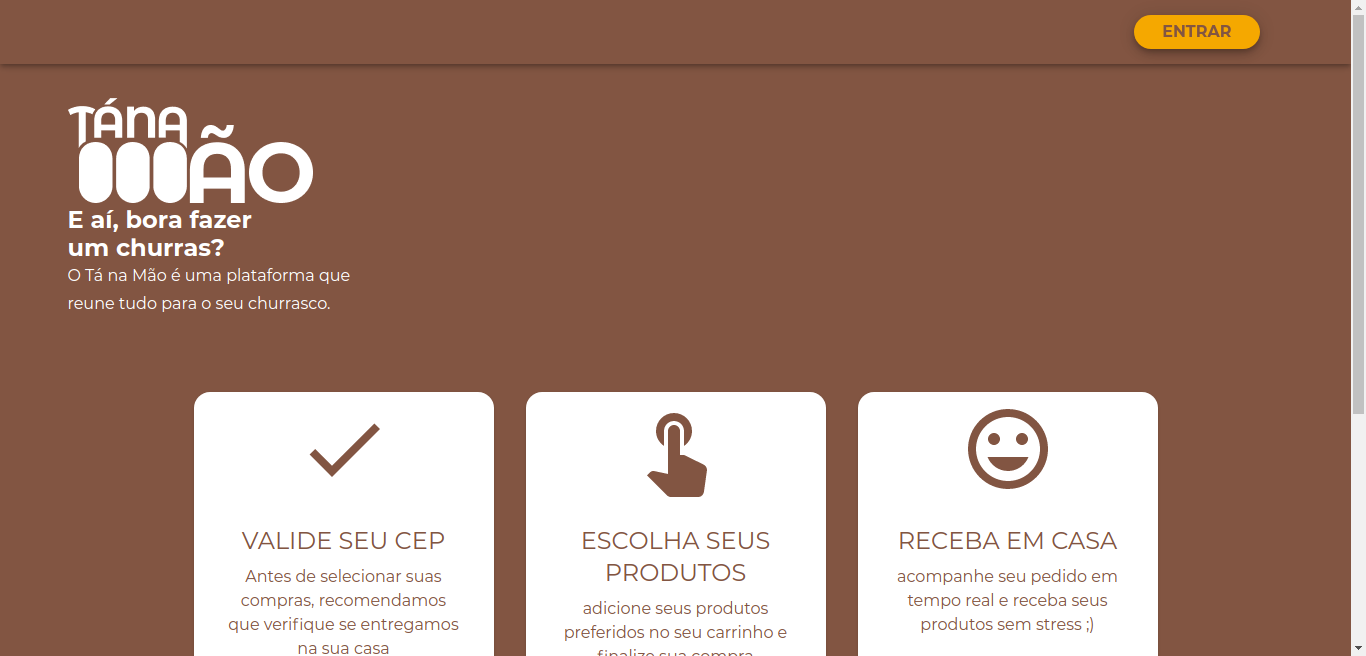 ENTRAR
TÁNA
MÃO
E aí, bora fazer
um churras?
O Tá na Mão é uma plataforma que
reune tudo para o seu churrasco.
VALIDE SEU CEP
Antes de selecionar suas
compras, recomendamos
que verifique se entregamos
na sua casa
ESCOLHA SEUS
PRODUTOS
adicione seus produtos
preferidos no seu carrinho e
finalize sua compra
RECEBA EM CASA
acompanhe seu pedido em
tempo real e receba seus
produtos sem stress ;)